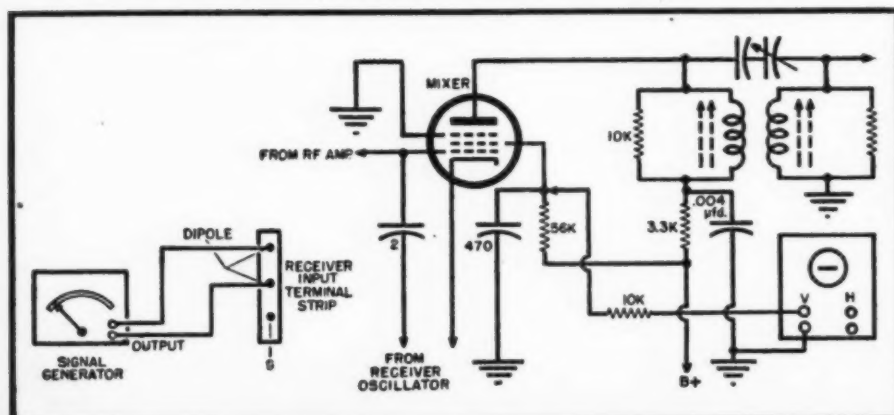 MIXER
10K
FROM RF AMP.
.004
μfd.
DIPOLE
2
470
56K
3.3K
RECEIVER
INPUT
TERMINAL
STRIP
V
H
10K
OUTPUT
SIGNAL
GENERATOR
G
FROM
RECEIVER
OSCILLATOR
B+